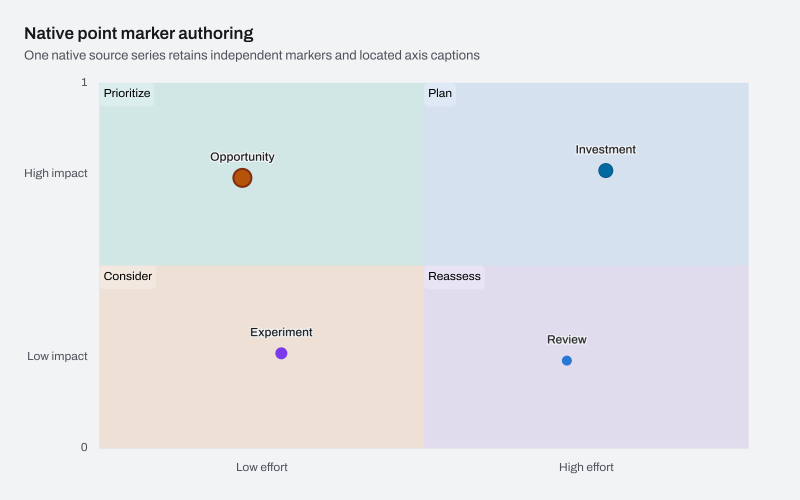 Native point marker authoring
One native source series retains independent markers and located axis captions
1
Prioritize
Plan
Opportunity
Investment
High impact
Consider
Reassess
Experiment
Review
Low impact
0
Low effort
High effort